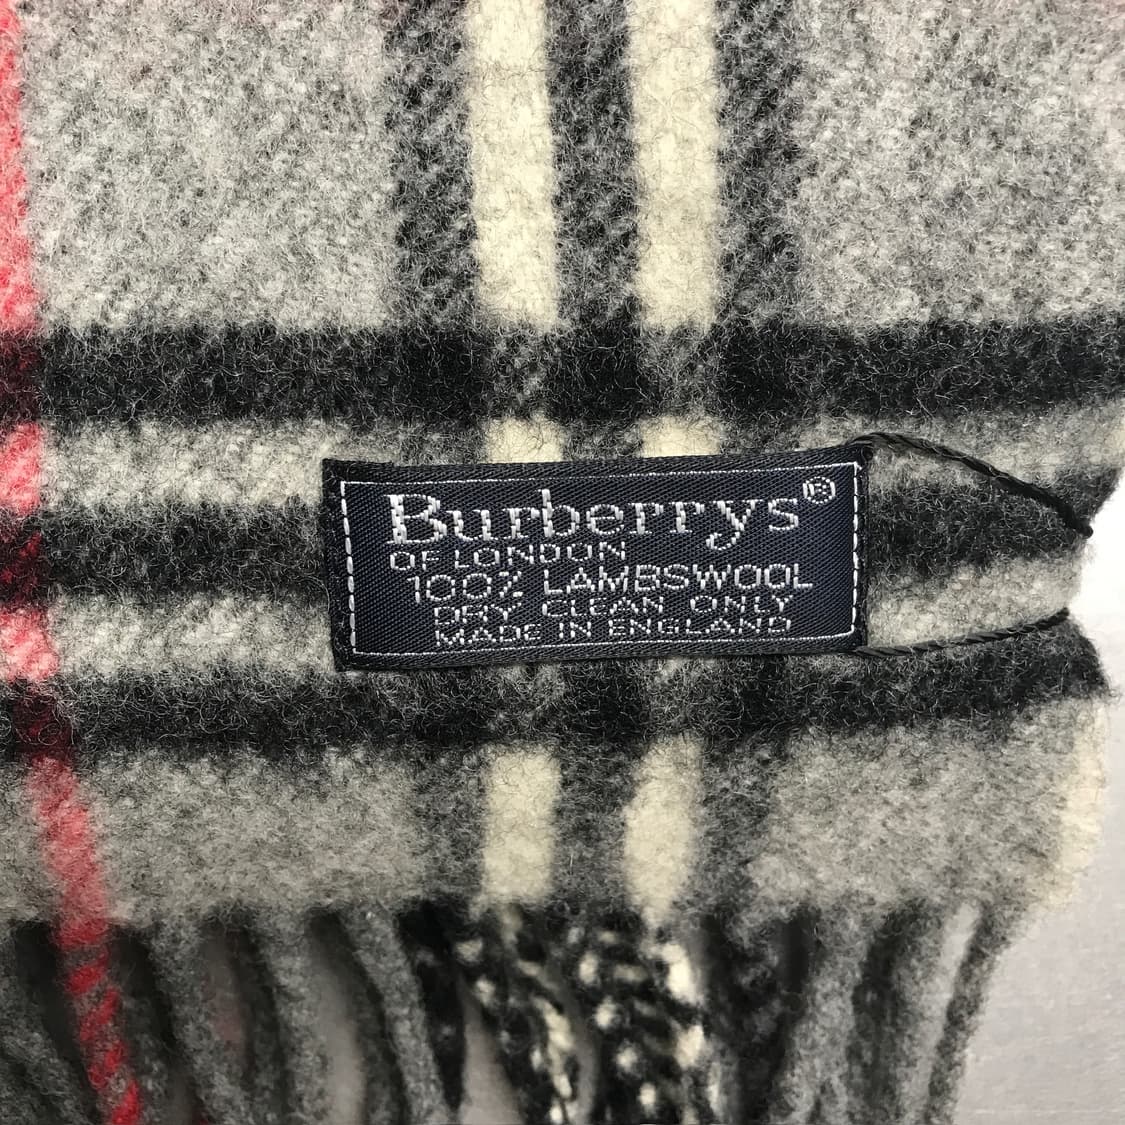 Burberrys®
OF LONDON
100% LAMBSWOOL
DRY CLEAN ONLY
MADE IN ENGLAND